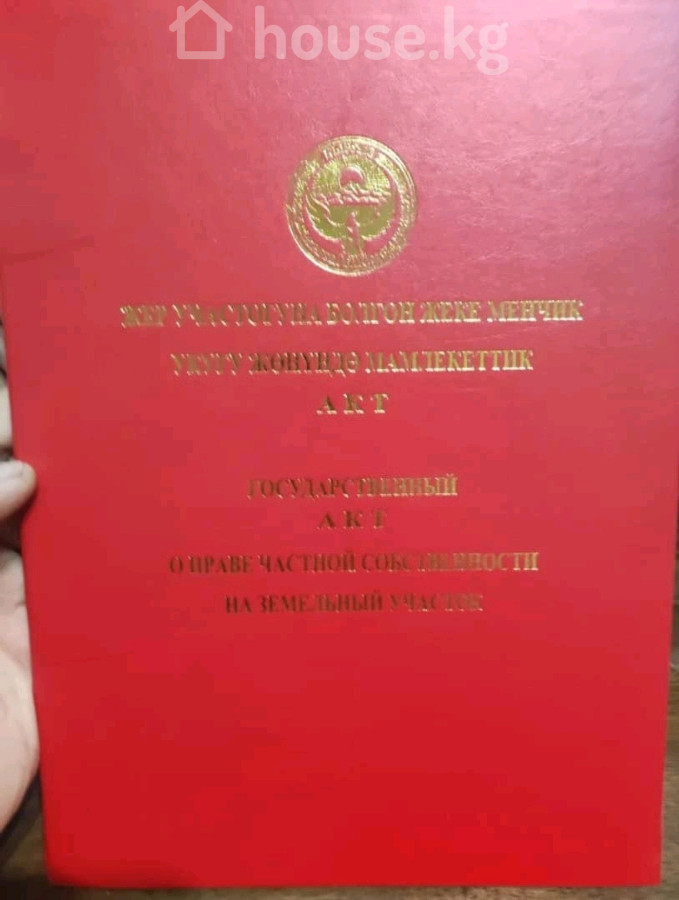 house.kg
ЖЕР УЧАСТОГУНА БОЛГОН ЖЕКЕ МЕНЧИК
УКУГУ ЖӨНҮНДӨ МАМЛЕКЕТТИК
АКТ
ГОСУДАРСТВЕННЫЙ
АКТ
О ПРАВЕ ЧАСТНОЙ СОБСТВЕННОСТИ
НА ЗЕМЕЛЬНЫЙ УЧАСТОК